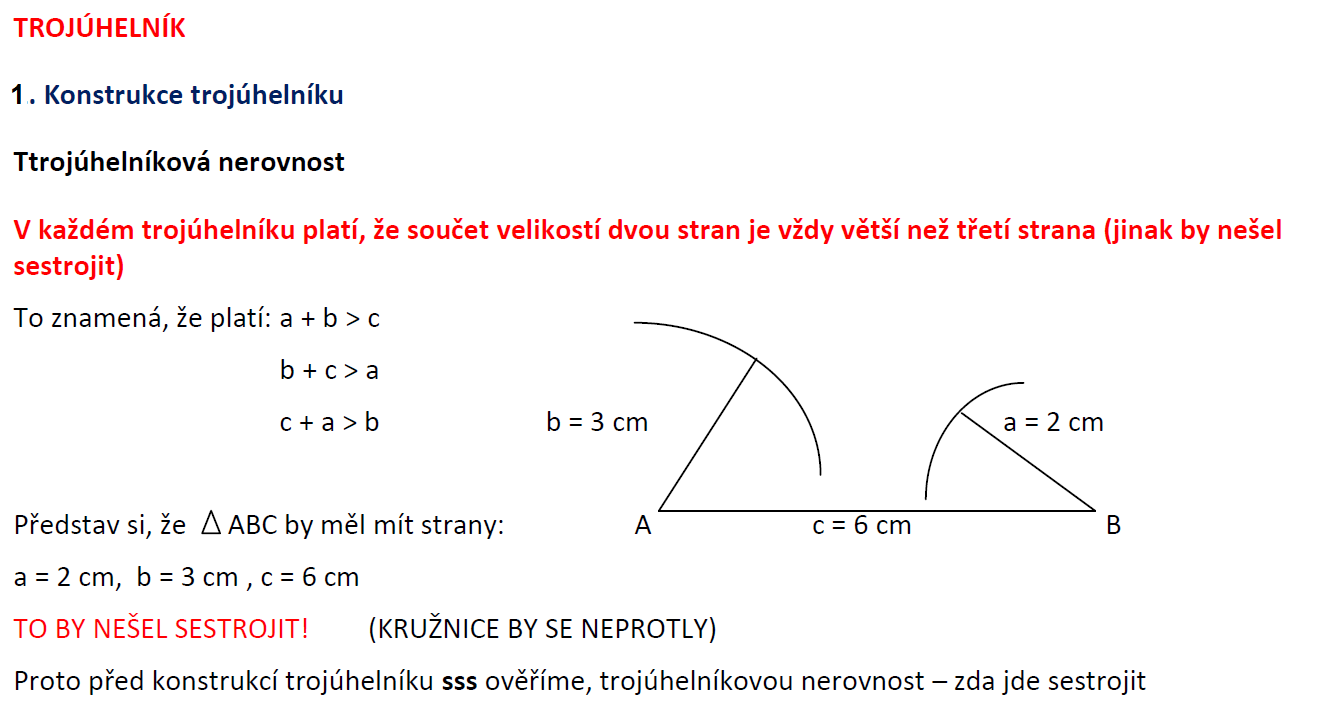 TROJÚHELNÍK
1. Konstrukce trojúhelníku
Ttrojúhelníková nerovnost
V každém trojúhelníku platí, že součet velikostí dvou stran je vždy větší než třetí strana (jinak by nešel
sestrojit)
To znamená, že platí: a + b > c
b + c > a
c + a > b
b = 3 cm
a = 2 cm
Představ si, že △ ABC by měl mít strany:
A
c = 6 cm
B
a = 2 cm, b = 3 cm , c = 6 cm
TO BY NEŠEL SESTROJIT! (KRUŽNICE BY SE NEPROTLY)
Proto před konstrukcí trojúhelníku sss ověříme, trojúhelníkovou nerovnost – zda jde sestrojit